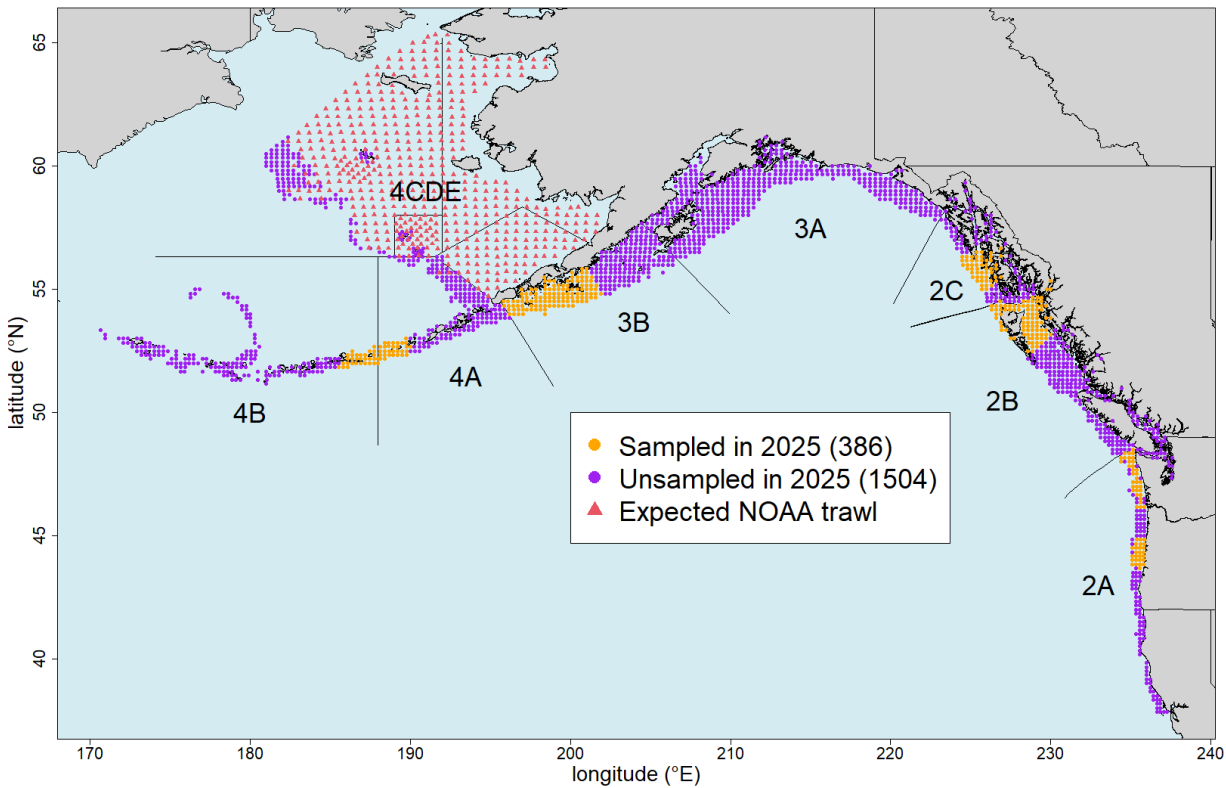 65
60
55
50
45
40
latitude (°N)
4CDE
3A
2C
3B
4A
2B
4B
Sampled in 2025 (386)
Unsampled in 2025 (1504)
Expected NOAA trawl
2A
170
180
190
200
210
220
230
240
longitude (°E)